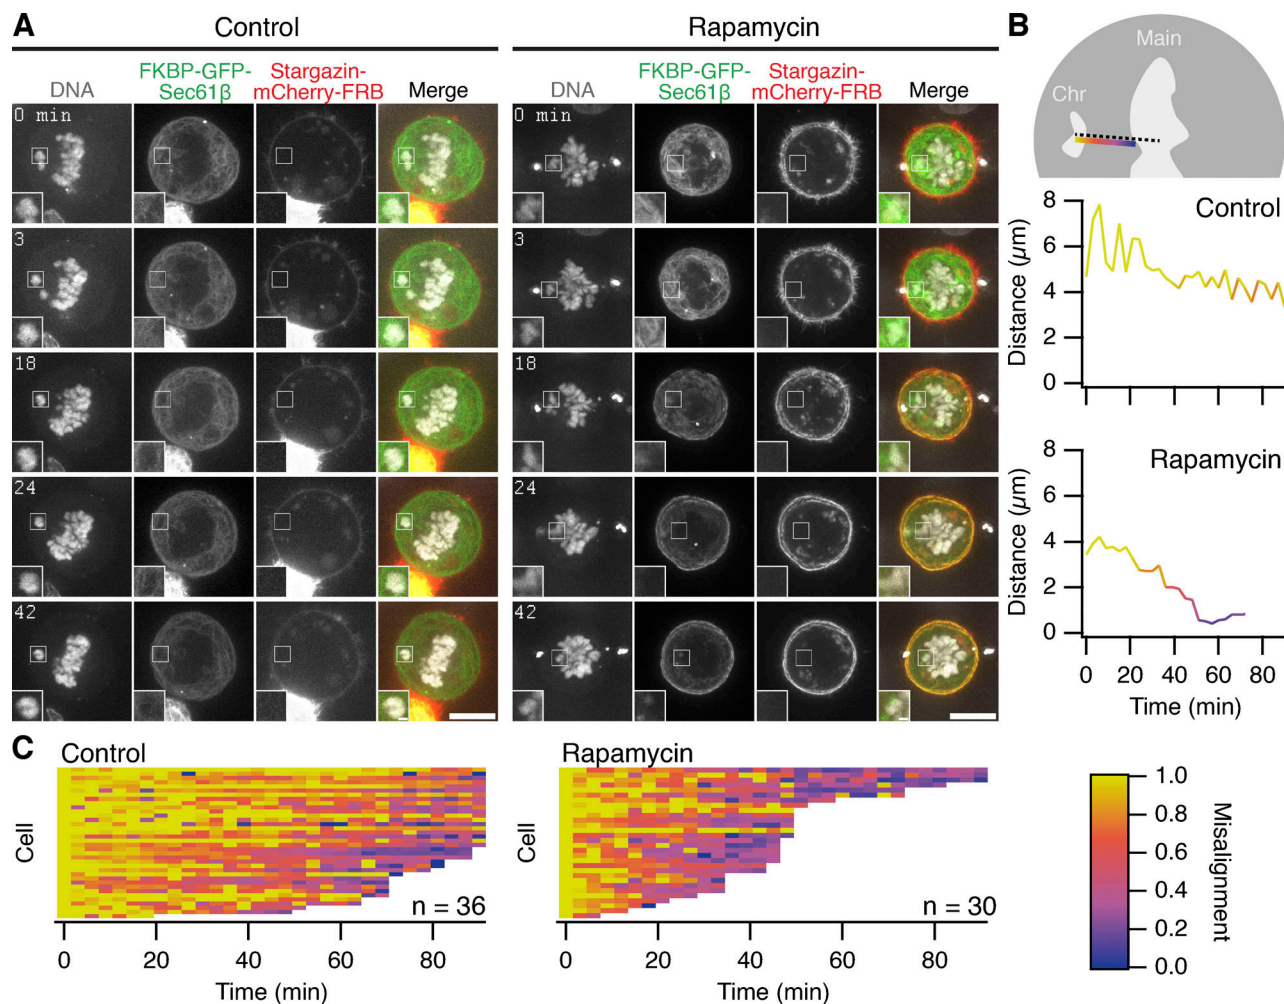 A
Control
Rapamycin
DNA
FKBP-GFP-
Sec61β
Stargazin-
mCherry-FRB
Merge
DNA
FKBP-GFP-
Sec61β
Stargazin-
mCherry-FRB
Merge
0 min
3
18
24
42
0 min
3
18
24
42
B
Main
Chr
Control
Distance (µm)
8
6
4
2
0
Rapamycin
Distance (µm)
8
6
4
2
0
0 20 40 60 80
Time (min)
C
Control
Cell
n = 36
0 20 40 60 80
Time (min)
Rapamycin
Cell
n = 30
0 20 40 60 80
Time (min)
1.0
0.8
0.6
0.4
0.2
0.0
Misalignment